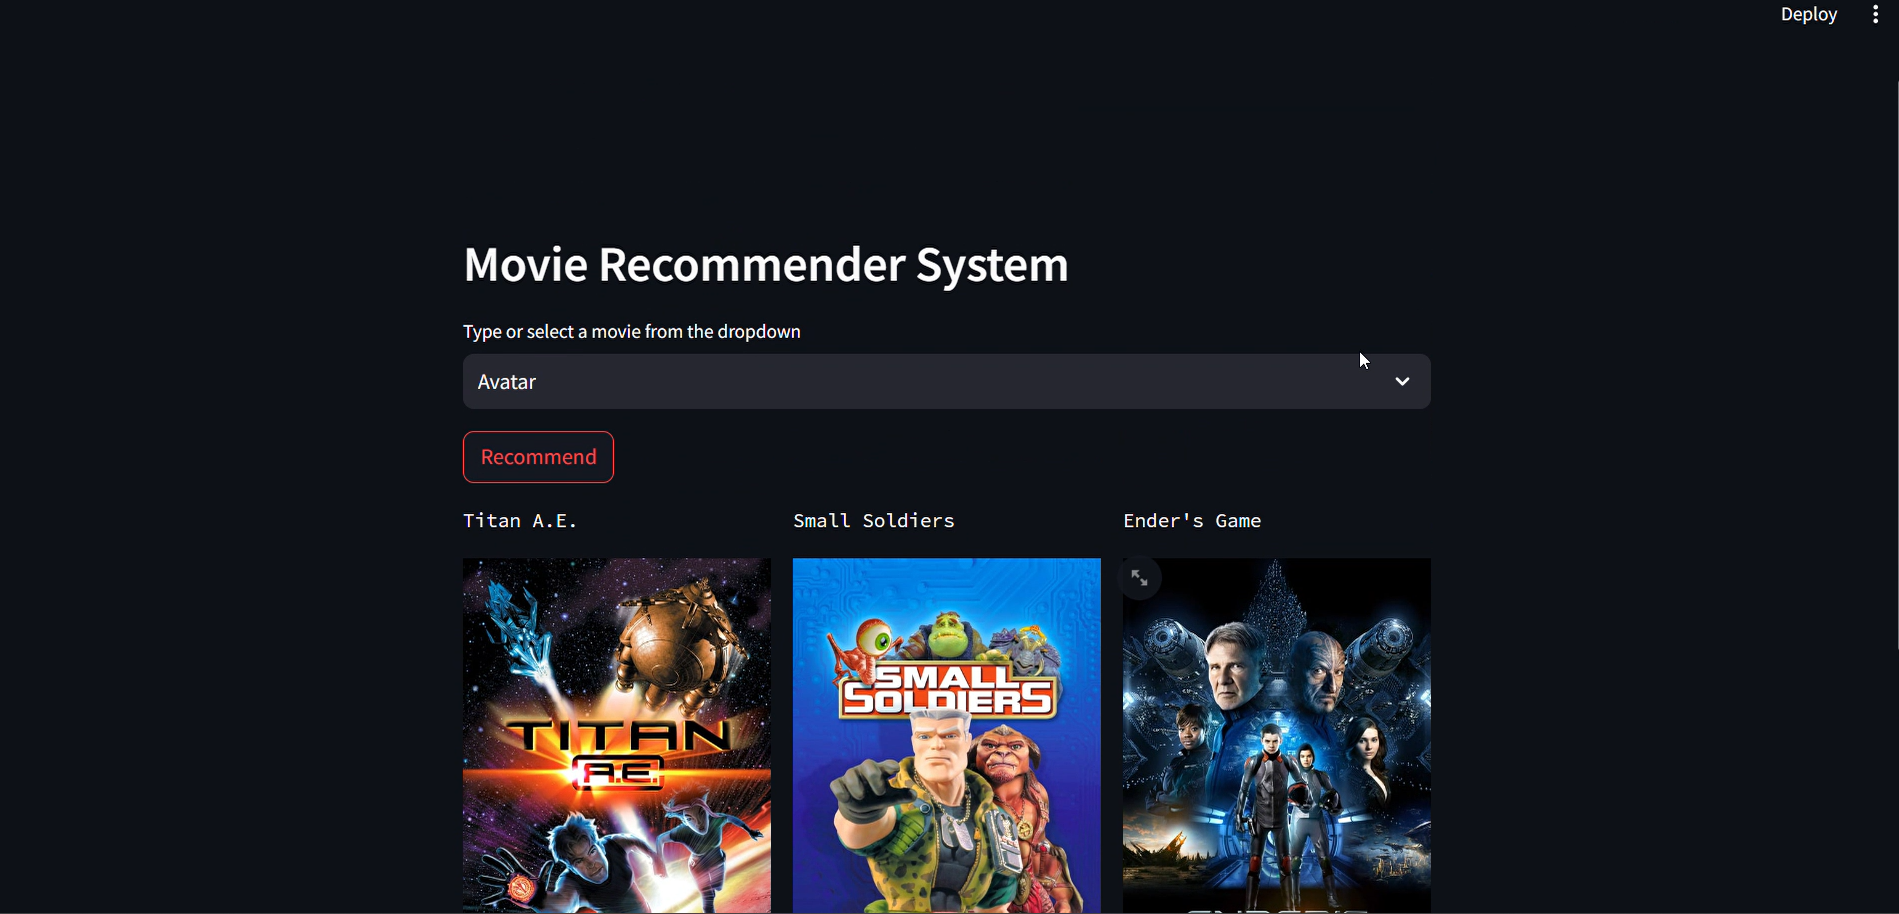 Deploy
Movie Recommender System
Type or select a movie from the dropdown
Avatar
Recommend
Titan A.E.
Small Soldiers
Ender's Game
TITAN
A.E.
SMALL
SOLDIERS